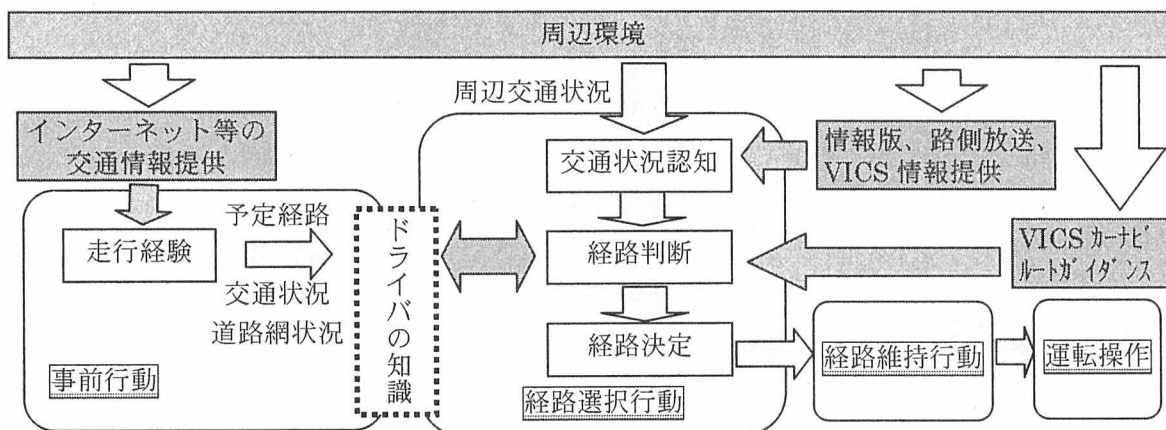 周辺環境
周辺交通状況
インターネット等の
交通情報提供
交通状況認知
情報版、路側放送、
VICS 情報提供
予定経路
走行経験
交通状況
道路網状況
ドライバの知識
経路判断
VICS ｶｰﾅﾋﾞ
ﾙｰﾄｶﾞｲﾀﾞﾝｽ
経路決定
経路維持行動
運転操作
事前行動
経路選択行動